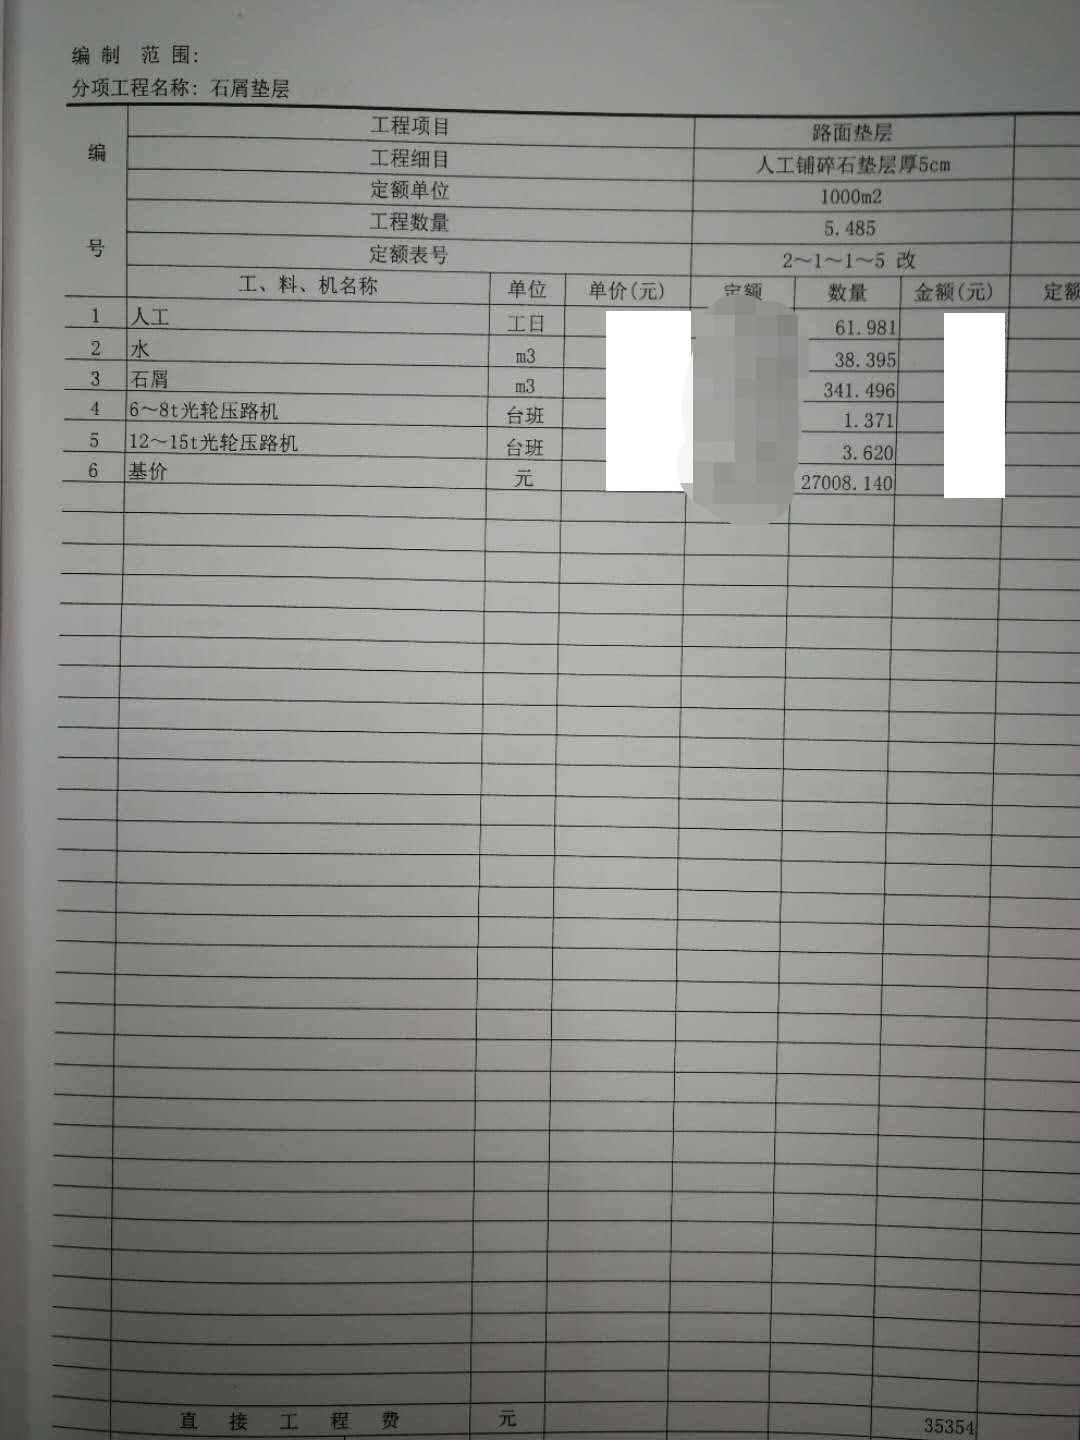 编 制 范 围:
分项工程名称: 石屑垫层
编 号
工程项目 路面垫层
工程细目 人工铺碎石垫层厚5cm
定额单位 1000m2
工程数量 5.485
定额表号 2～1～1～5 改
工、料、机名称 单位 单价(元) 定额 数量 金额(元) 定额
1 人工 工日 61.981
2 水 m3 38.395
3 石屑 m3 341.496
4 6～8t光轮压路机 台班 1.371
5 12～15t光轮压路机 台班 3.620
6 基价 元 27008.140
直 接 工 程 费 元 35354